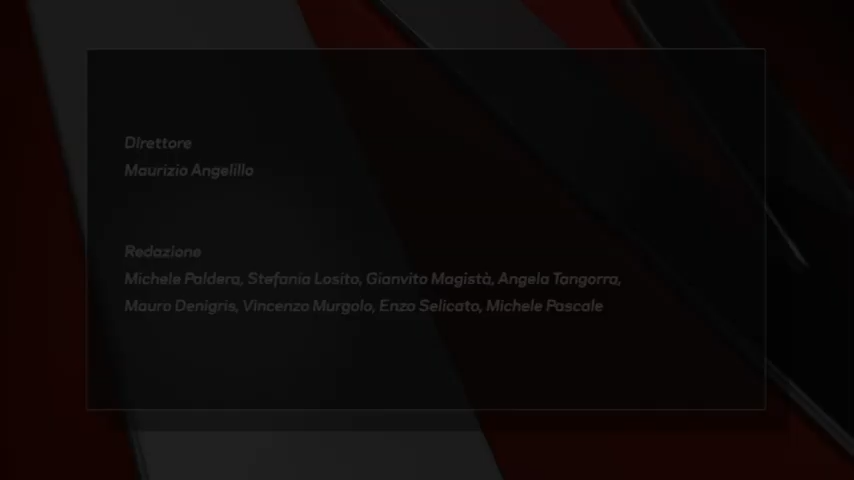 Direttore
Maurizio Angelillo
Redazione
Michele Paldera, Stefania Losito, Gianvito Magistà, Angela Tangorra,
Mauro Denigris, Vincenzo Murgolo, Enzo Selicato, Michele Pascale